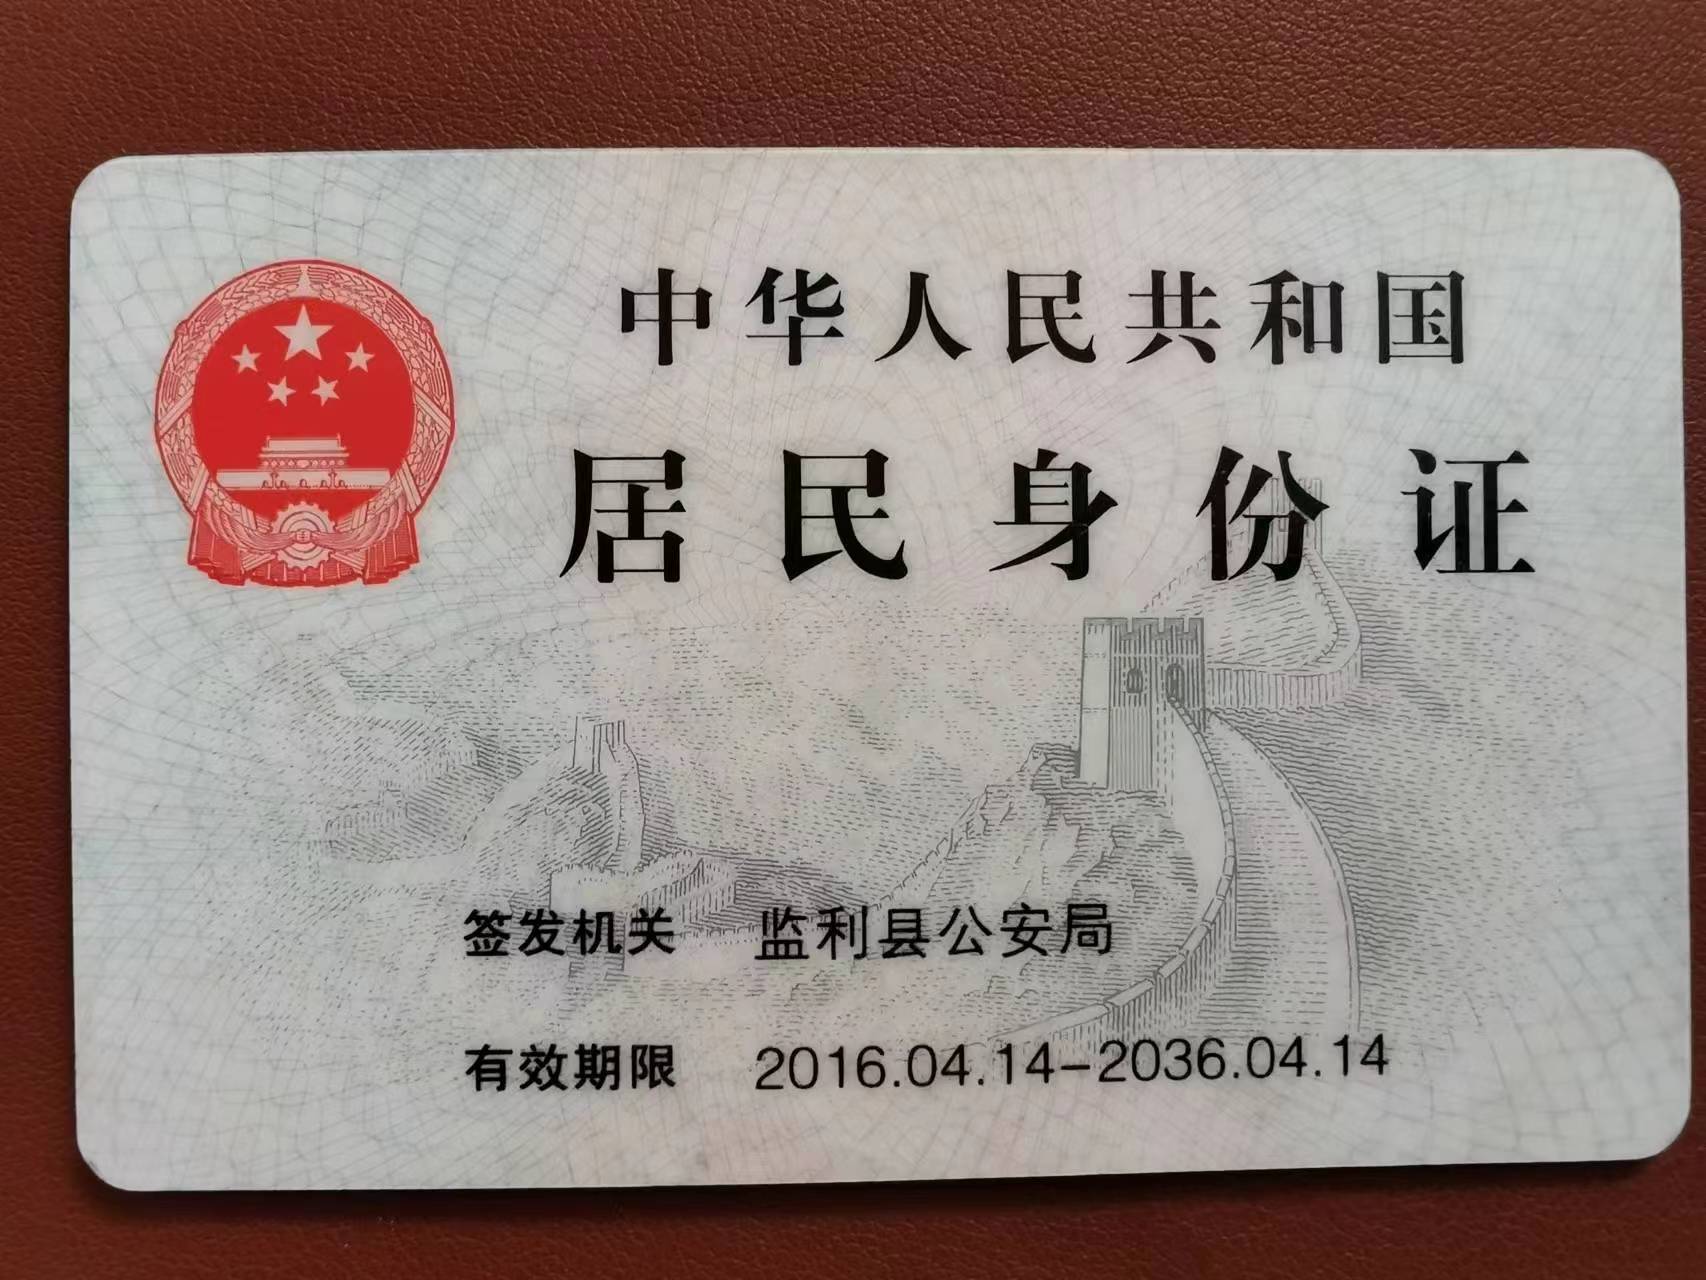 中华人民共和国
居民身份证
签发机关 监利县公安局
有效期限 2016.04.14-2036.04.14